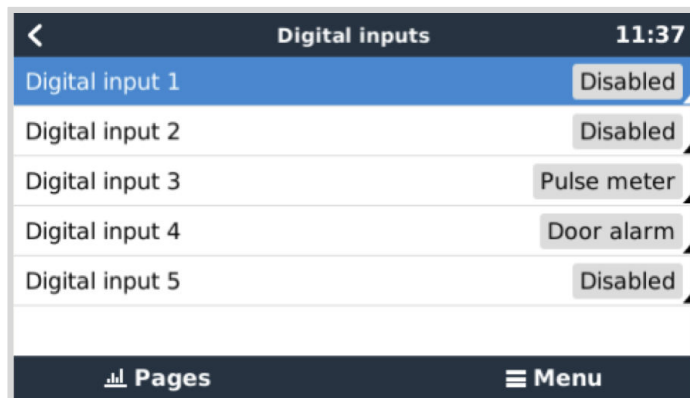 Digital inputs 11:37
Digital input 1 Disabled
Digital input 2 Disabled
Digital input 3 Pulse meter
Digital input 4 Door alarm
Digital input 5 Disabled
Pages Menu